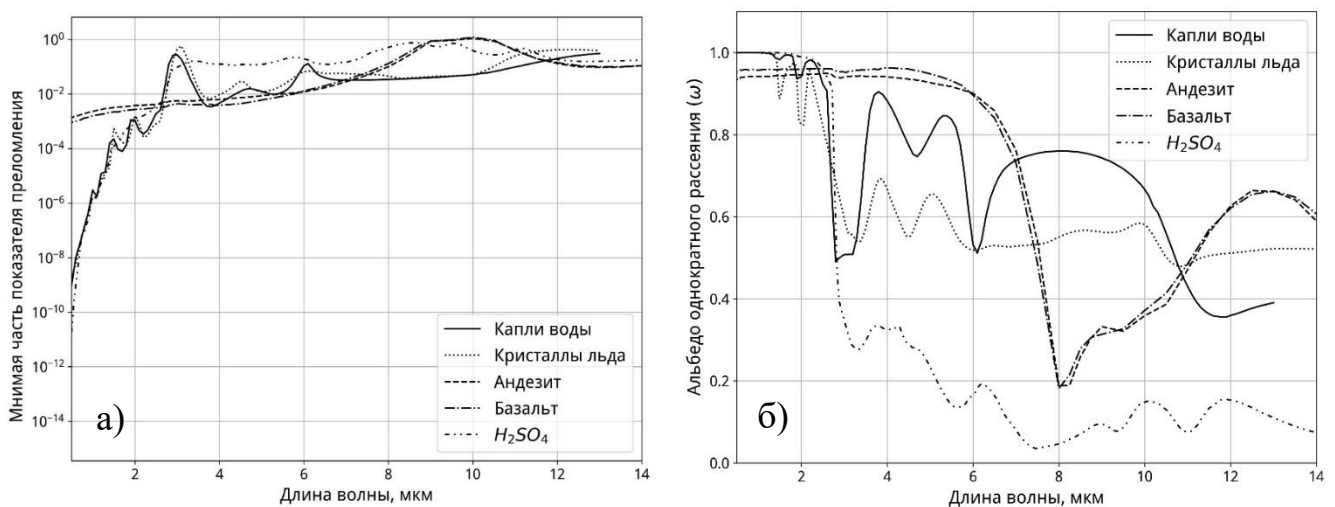 Мнимая часть показателя преломления
10⁰
10⁻²
10⁻⁴
10⁻⁶
10⁻⁸
10⁻¹⁰
10⁻¹²
10⁻¹⁴
а)
Капли воды
Кристаллы льда
Андезит
Базальт
H₂SO₄
2 4 6 8 10 12 14
Длина волны, мкм
Альбедо однократного рассеяния (ω)
1.0
0.8
0.6
0.4
0.2
0.0
б)
Капли воды
Кристаллы льда
Андезит
Базальт
H₂SO₄
2 4 6 8 10 12 14
Длина волны, мкм